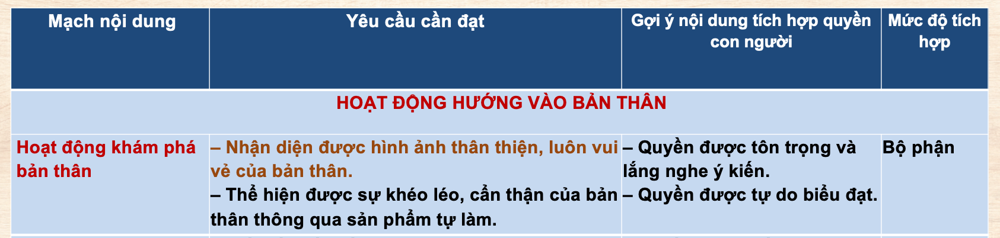 Mạch nội dung
Yêu cầu cần đạt
Gợi ý nội dung tích hợp quyền
con người
Mức độ tích
hợp
HOẠT ĐỘNG HƯỚNG VÀO BẢN THÂN
Hoạt động khám phá
bản thân
– Nhận diện được hình ảnh thân thiện, luôn vui
vẻ của bản thân.
– Thể hiện được sự khéo léo, cẩn thận của bản
thân thông qua sản phẩm tự làm.
– Quyền được tôn trọng và
lắng nghe ý kiến.
– Quyền được tự do biểu đạt.
Bộ phận